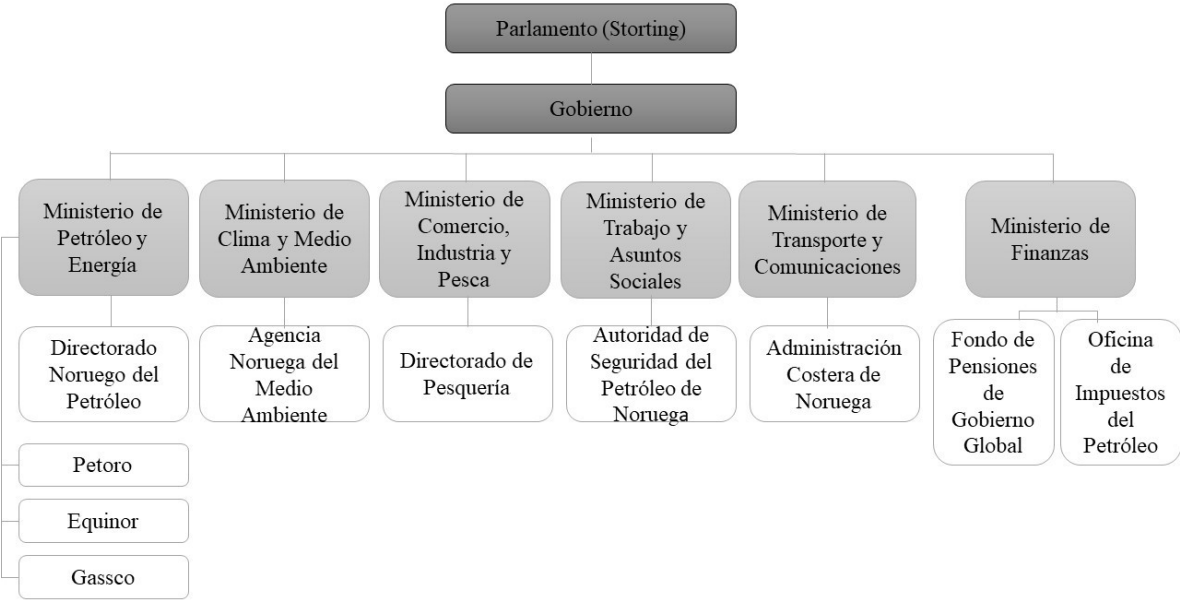 Parlamento (Storting)
Gobierno
Ministerio de
Petróleo y
Energía
Ministerio de
Clima y Medio
Ambiente
Ministerio de
Comercio,
Industria y
Pesca
Ministerio de
Trabajo y
Asuntos
Sociales
Ministerio de
Transporte y
Comunicaciones
Ministerio de
Finanzas
Directorado
Noruego del
Petróleo
Agencia
Noruega del
Medio
Ambiente
Directorado de
Pesquería
Autoridad de
Seguridad del
Petróleo de
Noruega
Administración
Costera de
Noruega
Fondo de
Pensiones
de
Gobierno
Global
Oficina
de
Impuestos
del
Petróleo
Petoro
Equinor
Gassco